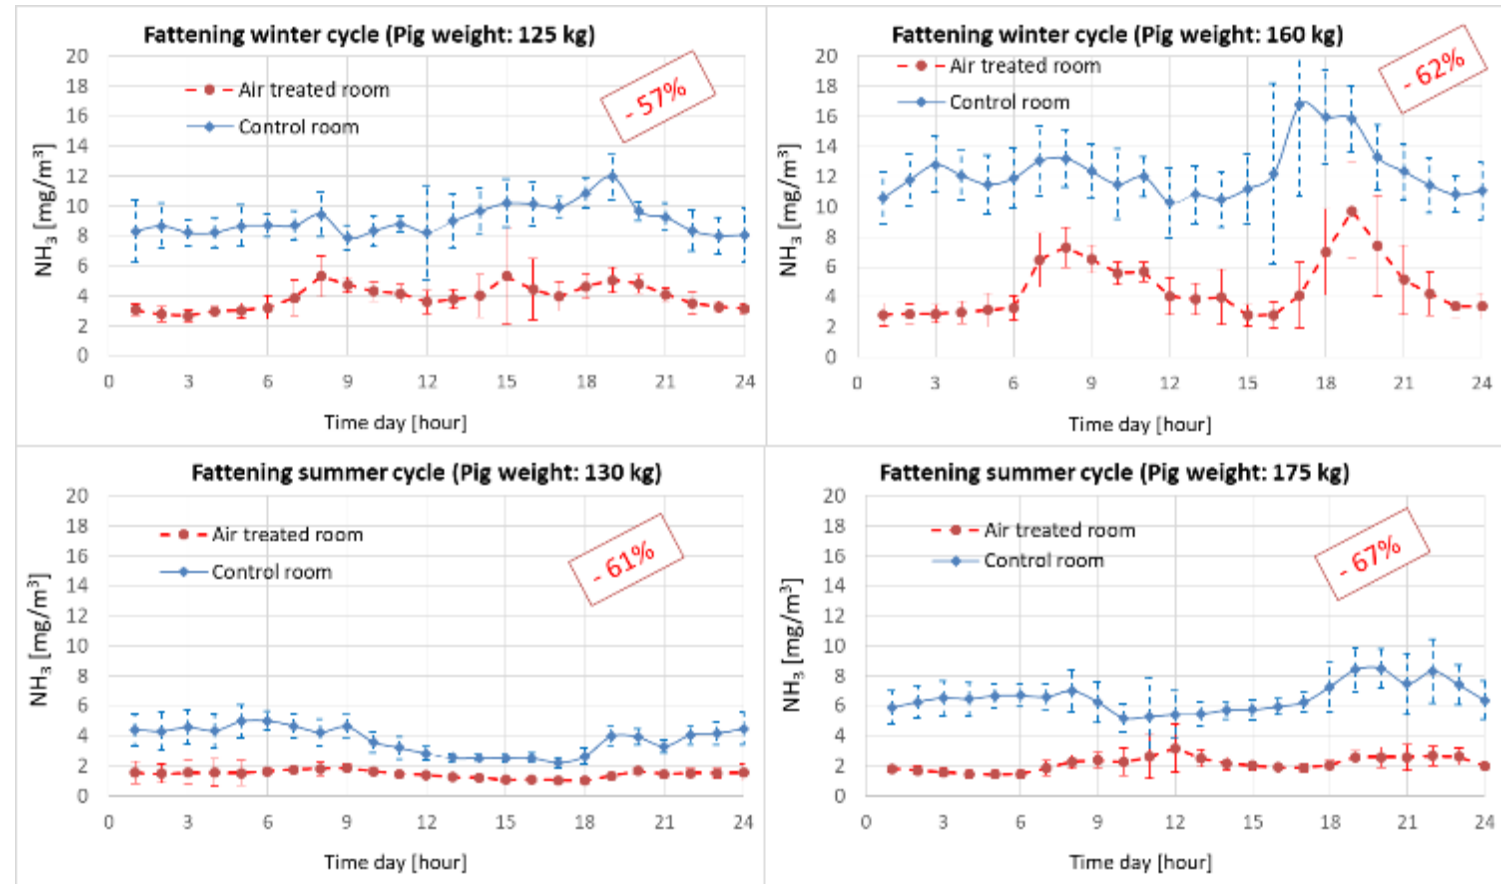 Fattening winter cycle (Pig weight: 125 kg)
20
18
16
14
12
10
8
6
4
2
0
NH₃ [mg/m³]
Air treated room
Control room
- 57%
0 3 6 9 12 15 18 21 24
Time day [hour]
Fattening winter cycle (Pig weight: 160 kg)
20
18
16
14
12
10
8
6
4
2
0
NH₃ [mg/m³]
Air treated room
Control room
- 62%
0 3 6 9 12 15 18 21 24
Time day [hour]
Fattening summer cycle (Pig weight: 130 kg)
20
18
16
14
12
10
8
6
4
2
0
NH₃ [mg/m³]
Air treated room
Control room
- 61%
0 3 6 9 12 15 18 21 24
Time day [hour]
Fattening summer cycle (Pig weight: 175 kg)
20
18
16
14
12
10
8
6
4
2
0
NH₃ [mg/m³]
Air treated room
Control room
- 67%
0 3 6 9 12 15 18 21 24
Time day [hour]